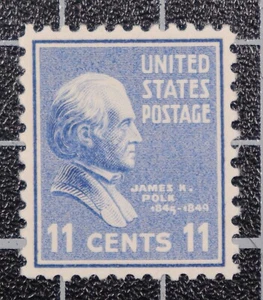 UNITED
STATES
POSTAGE
JAMES K.
POLK
1845-1849
11 CENTS 11